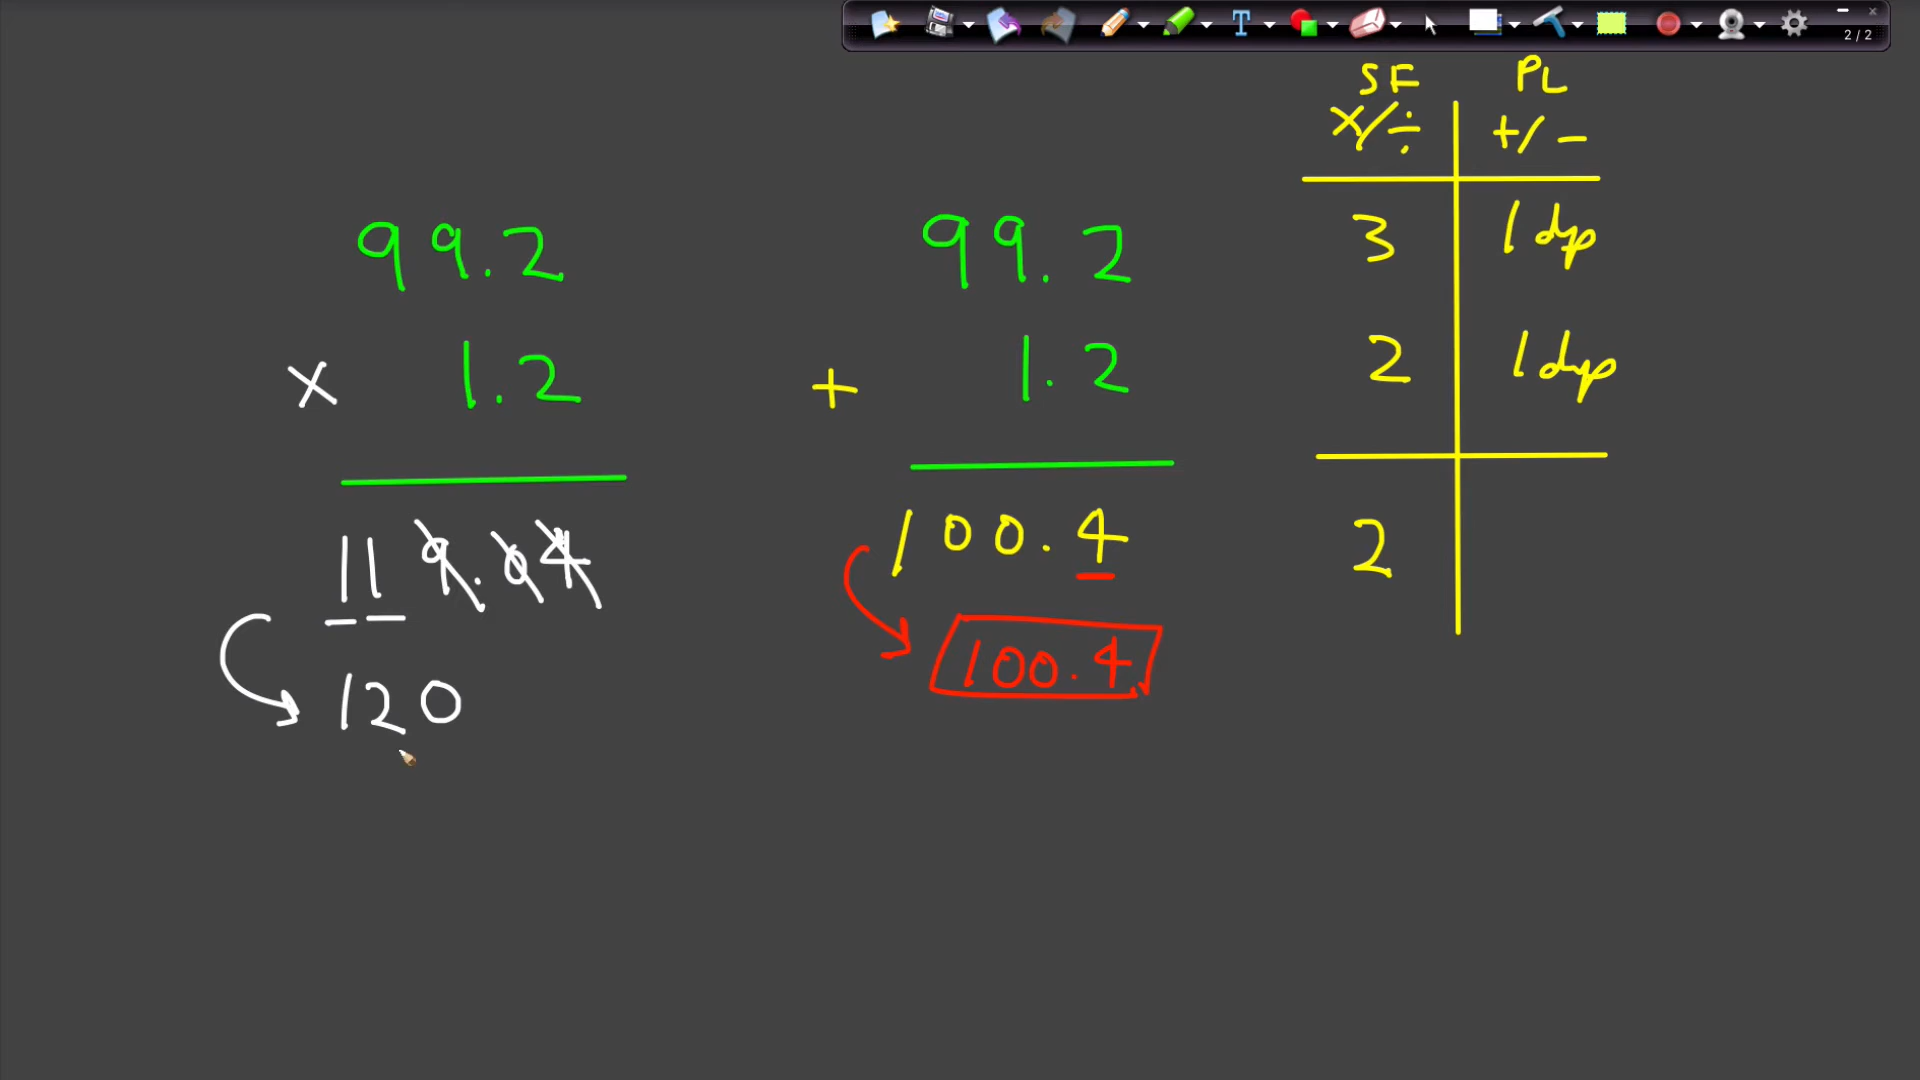 2 / 2
SF PL
×/÷ +/−
99.2
× 1.2
119.04
120
99.2
+ 1.2
100.4
100.4
3 1dp
2 1dp
2